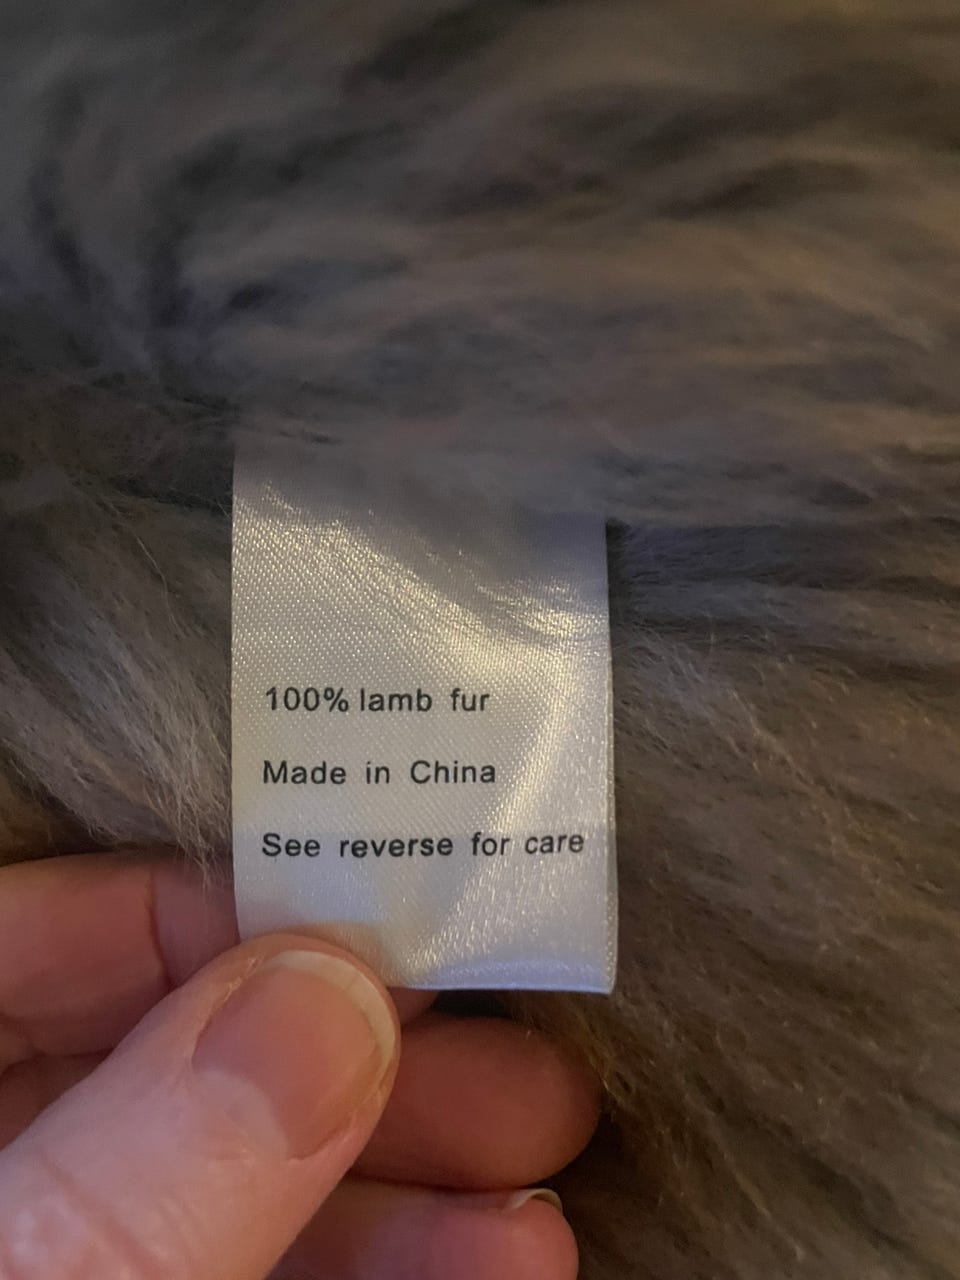 100% lamb fur
Made in China
See reverse for care